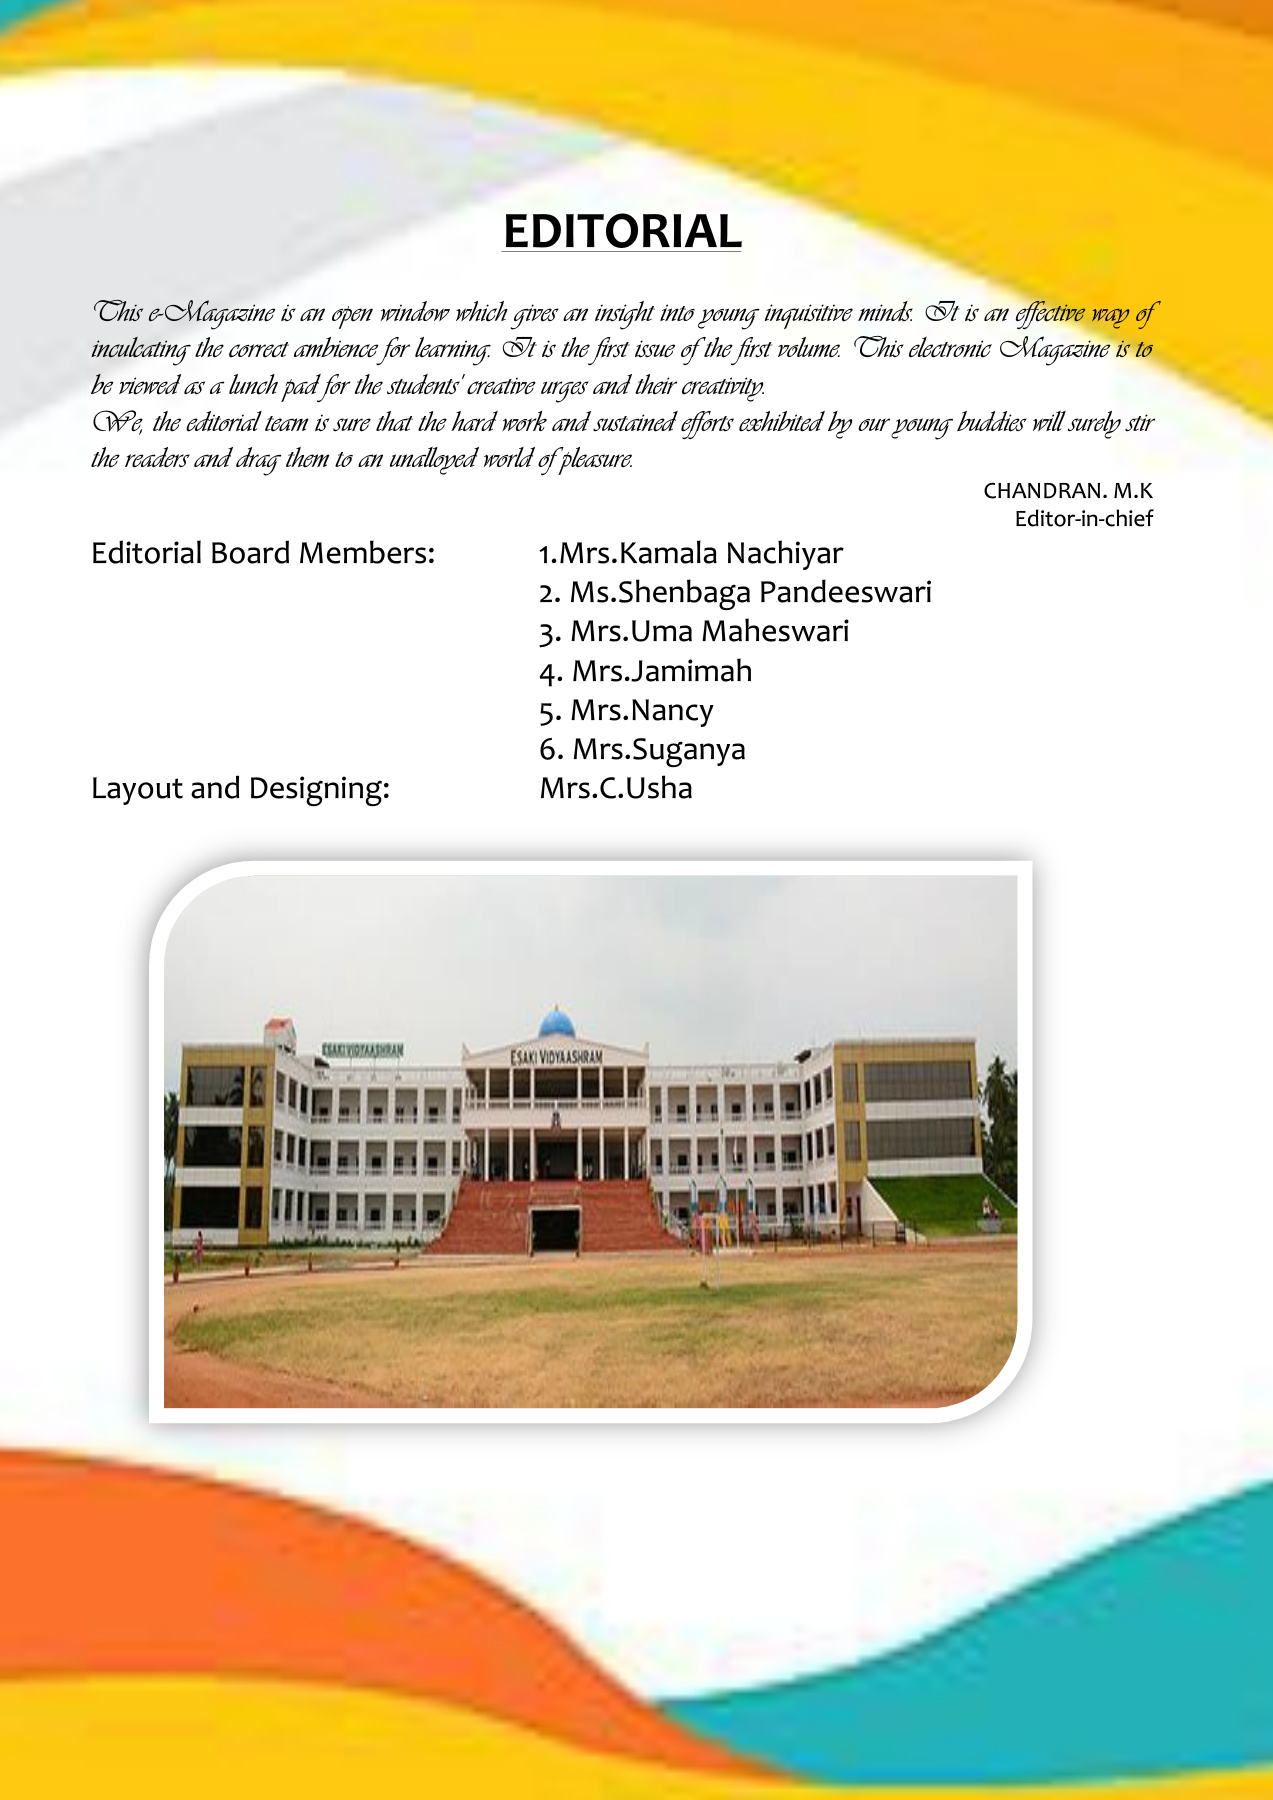 EDITORIAL
This e-Magazine is an open window which gives an insight into young inquisitive minds. It is an effective way of
inculcating the correct ambience for learning. It is the first issue of the first volume. This electronic Magazine is to
be viewed as a lunch pad for the students' creative urges and their creativity.
We, the editorial team is sure that the hard work and sustained efforts exhibited by our young buddies will surely stir
the readers and drag them to an unalloyed world of pleasure.
CHANDRAN. M.K
Editor-in-chief
Editorial Board Members: 1.Mrs.Kamala Nachiyar
2. Ms.Shenbaga Pandeeswari
3. Mrs.Uma Maheswari
4. Mrs.Jamimah
5. Mrs.Nancy
6. Mrs.Suganya
Layout and Designing: Mrs.C.Usha
ESAKI VIDYAASHRAM
ESAKI VIDYAASHRAM